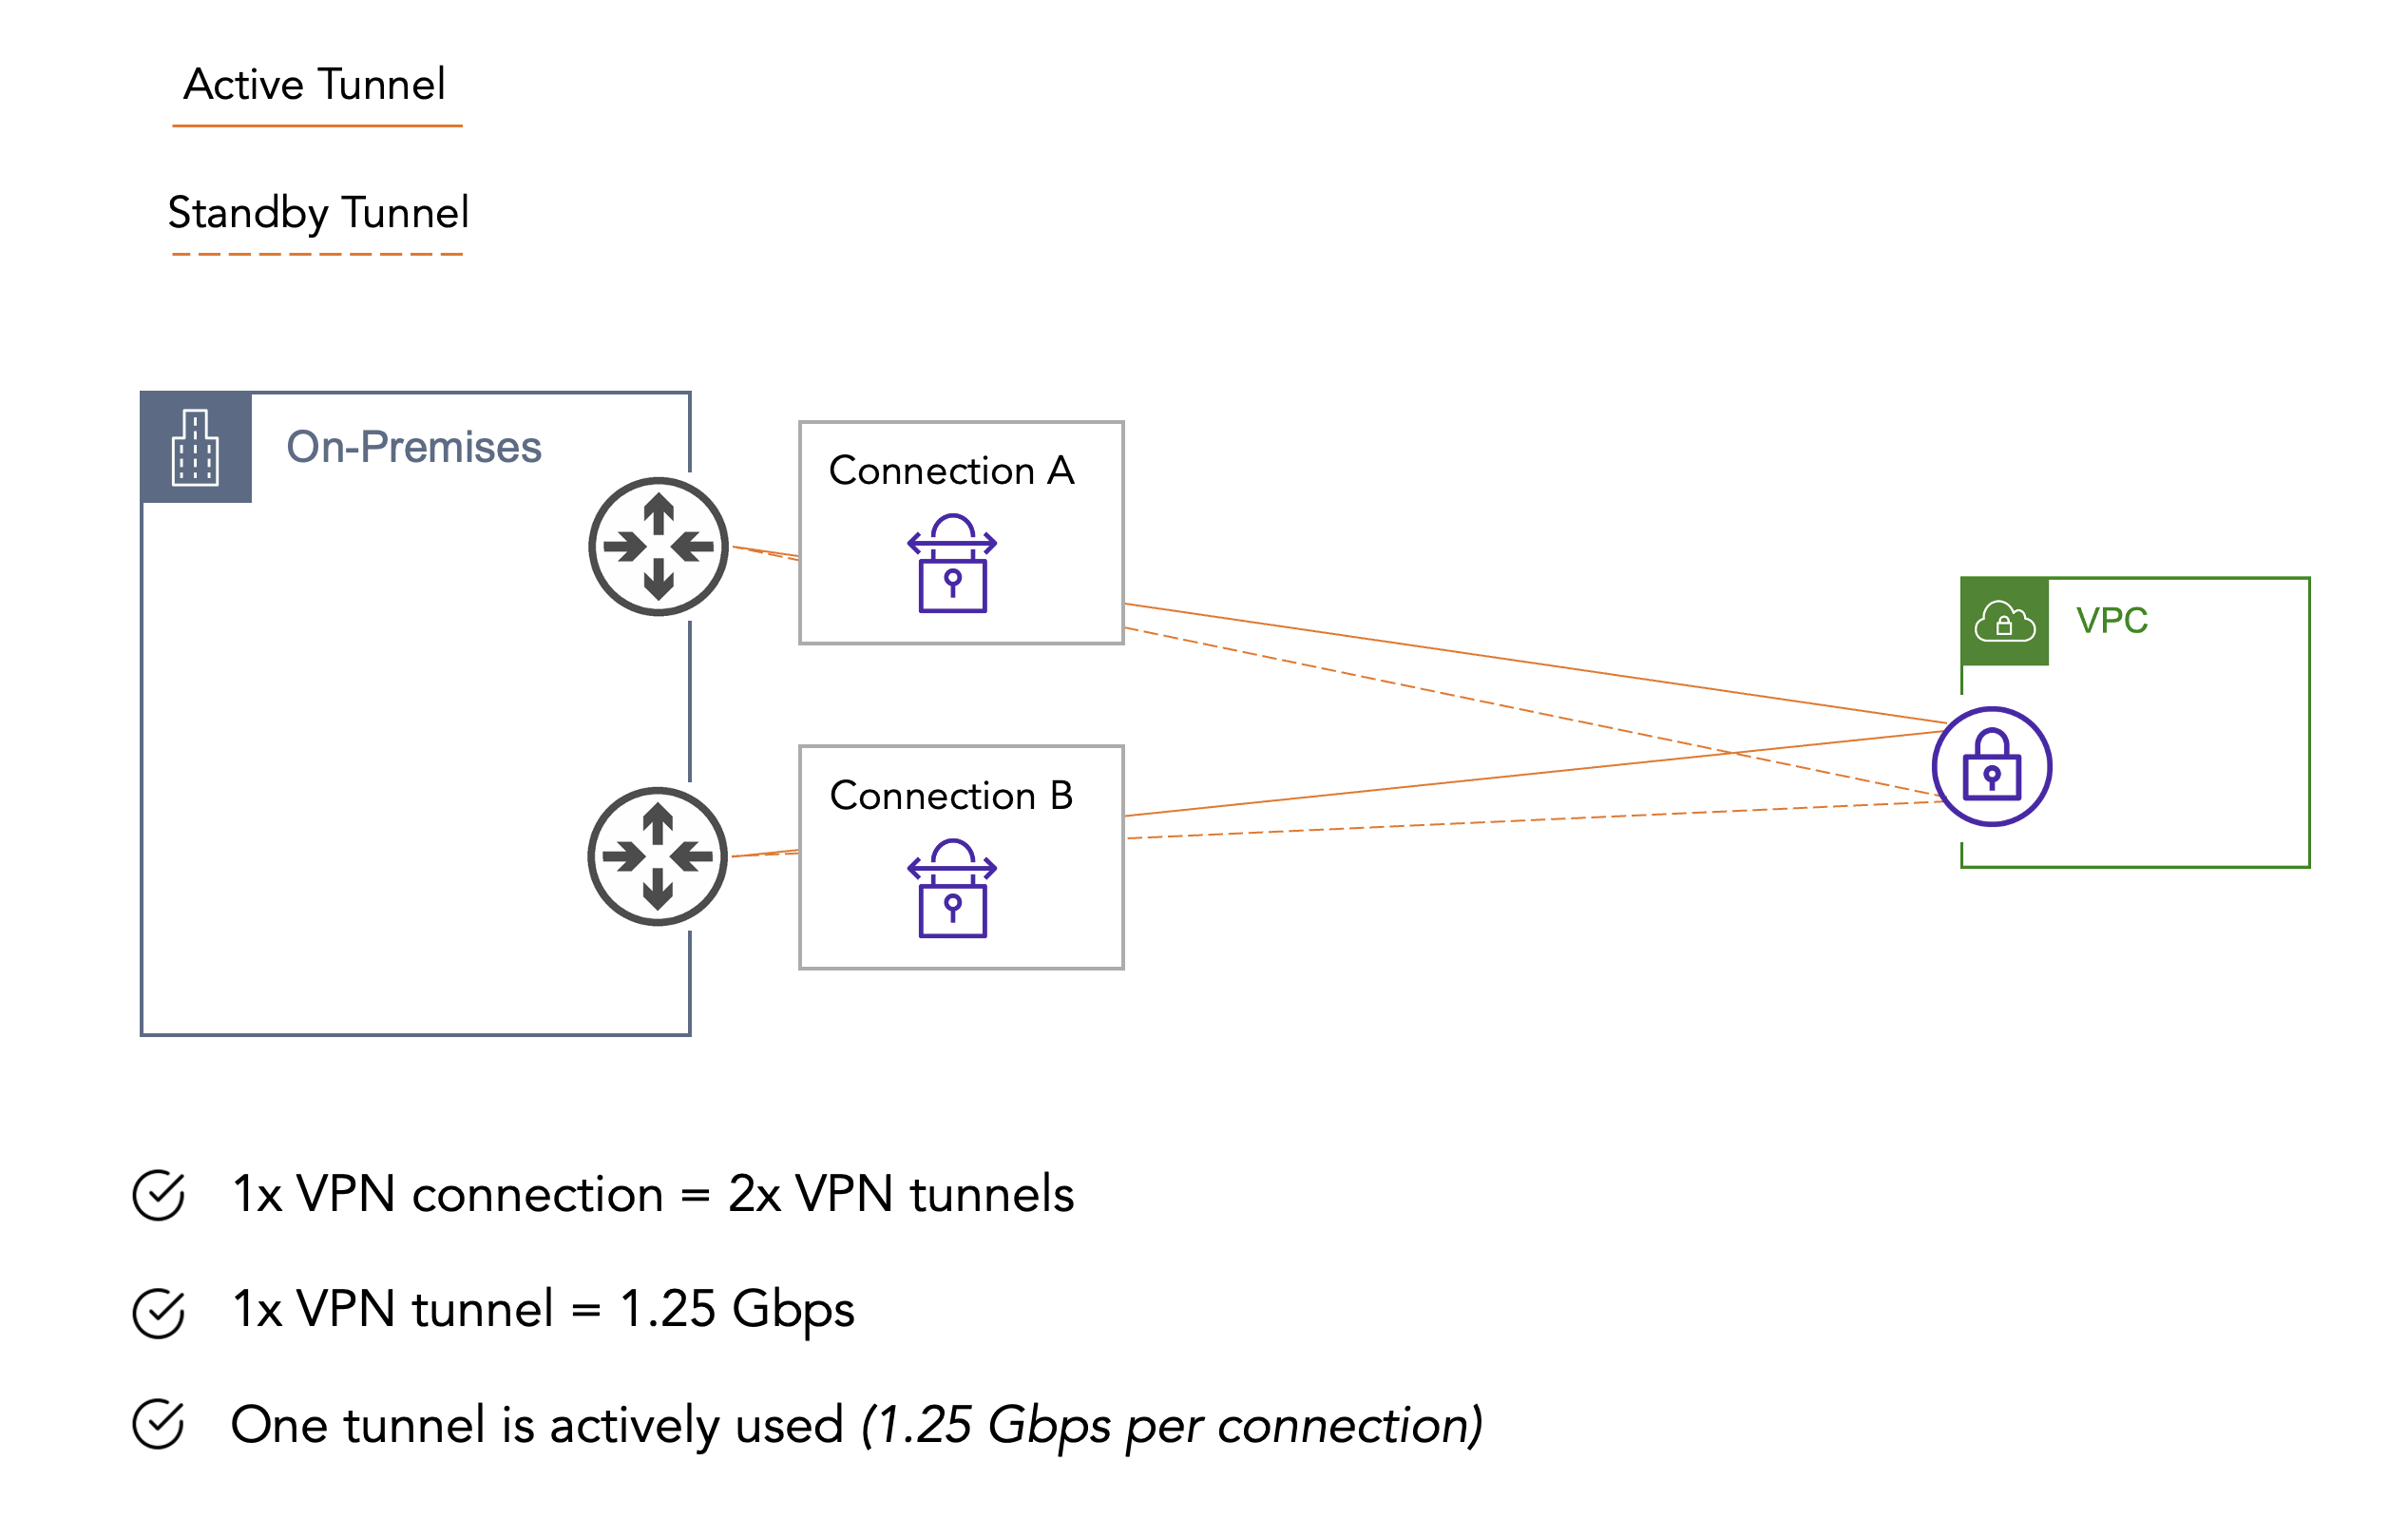 Active Tunnel
Standby Tunnel
On-Premises
Connection A
VPC
Connection B
1x VPN connection = 2x VPN tunnels
1x VPN tunnel = 1.25 Gbps
One tunnel is actively used (1.25 Gbps per connection)